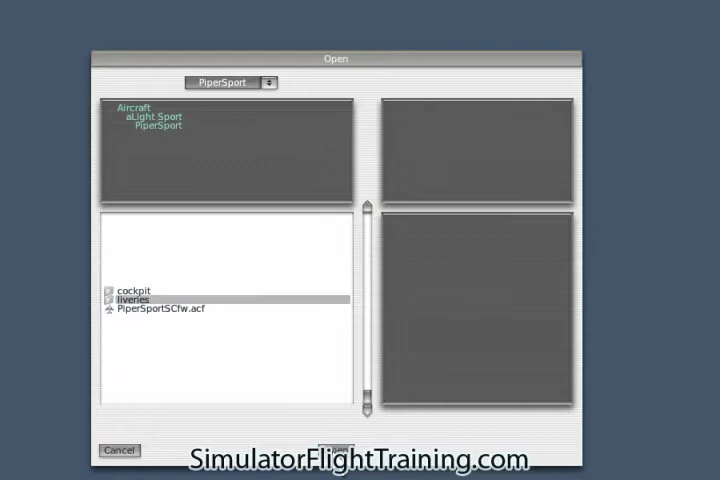 Open
PiperSport
Aircraft
aLight Sport
PiperSport
cockpit
liveries
PiperSportSCfw.acf
Cancel
SimulatorFlightTraining.com